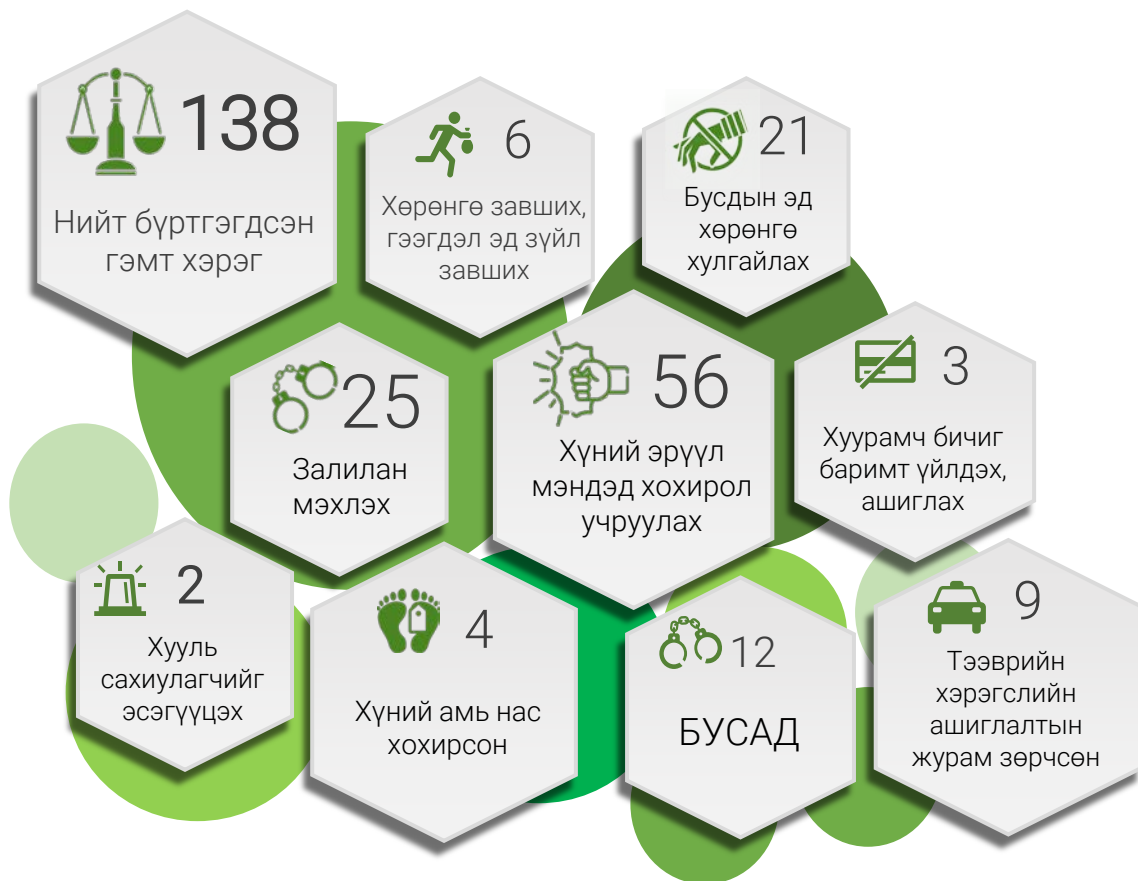 138
Нийт бүртгэгдсэн
гэмт хэрэг
6
Хөрөнгө завших,
гээгдэл эд зүйл
завших
21
Бусдын эд
хөрөнгө
хулгайлах
25
Залилан
мэхлэх
56
Хүний эрүүл
мэндэд хохирол
учруулах
3
Хуурамч бичиг
баримт үйлдэх,
ашиглах
2
Хууль
сахиулагчийг
эсэгүүцэх
4
Хүний амь нас
хохирсон
12
БУСАД
9
Тээврийн
хэрэгслийн
ашиглалтын
журам зөрчсөн